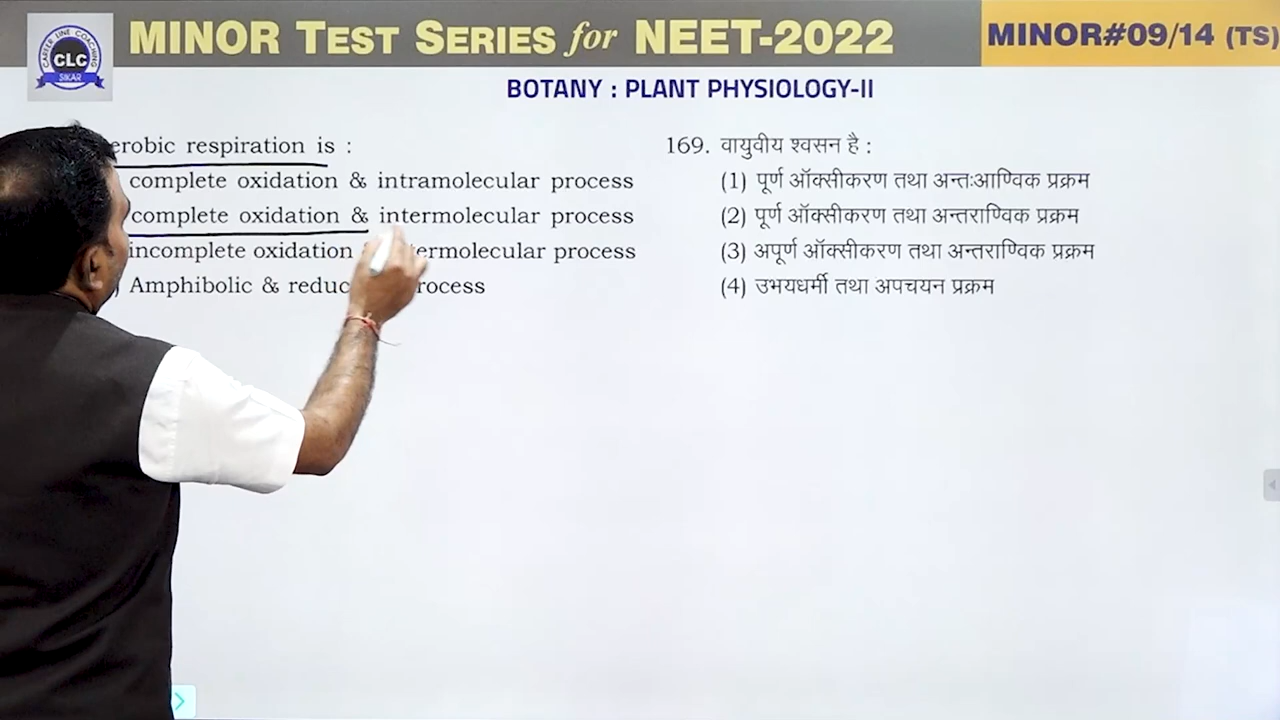 CAREER LINE COACHING
CLC
SIKAR
MINOR TEST SERIES for NEET-2022
MINOR#09/14 (TS)
BOTANY : PLANT PHYSIOLOGY-II
erobic respiration is :
complete oxidation & intramolecular process
complete oxidation & intermolecular process
incomplete oxidation termolecular process
) Amphibolic & reduc rocess
169. वायुवीय श्वसन है :
(1) पूर्ण ऑक्सीकरण तथा अन्तःआण्विक प्रक्रम
(2) पूर्ण ऑक्सीकरण तथा अन्तराण्विक प्रक्रम
(3) अपूर्ण ऑक्सीकरण तथा अन्तराण्विक प्रक्रम
(4) उभयधर्मी तथा अपचयन प्रक्रम